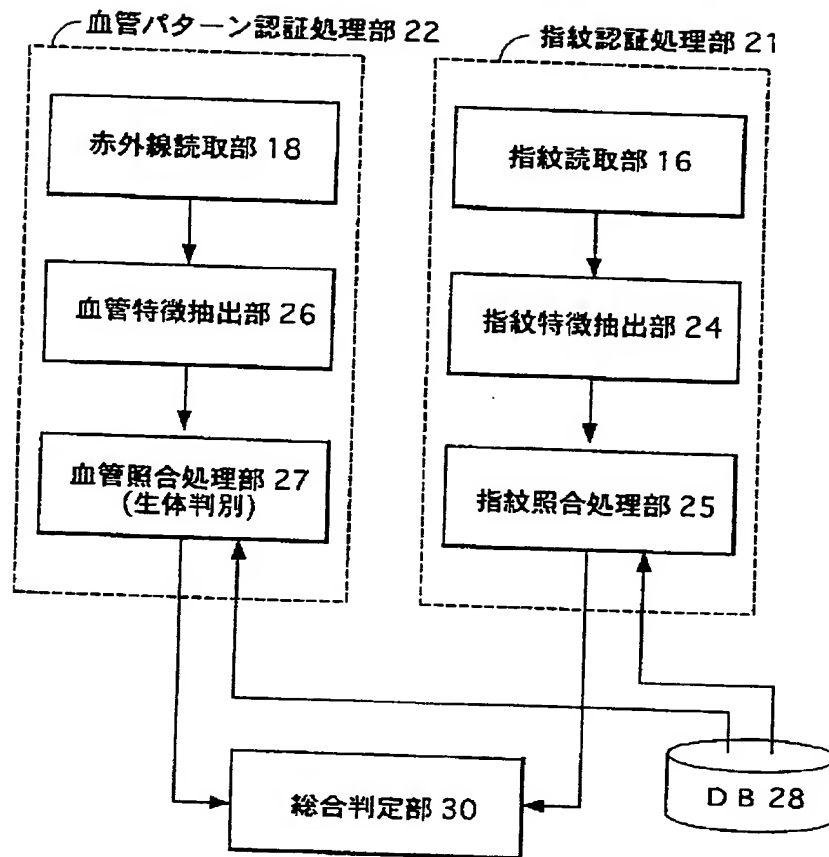 血管パターン認証処理部 22
指紋認証処理部 21
赤外線読取部 18
指紋読取部 16
血管特徴抽出部 26
指紋特徴抽出部 24
血管照合処理部 27
(生体判別)
指紋照合処理部 25
総合判定部 30
DB 28